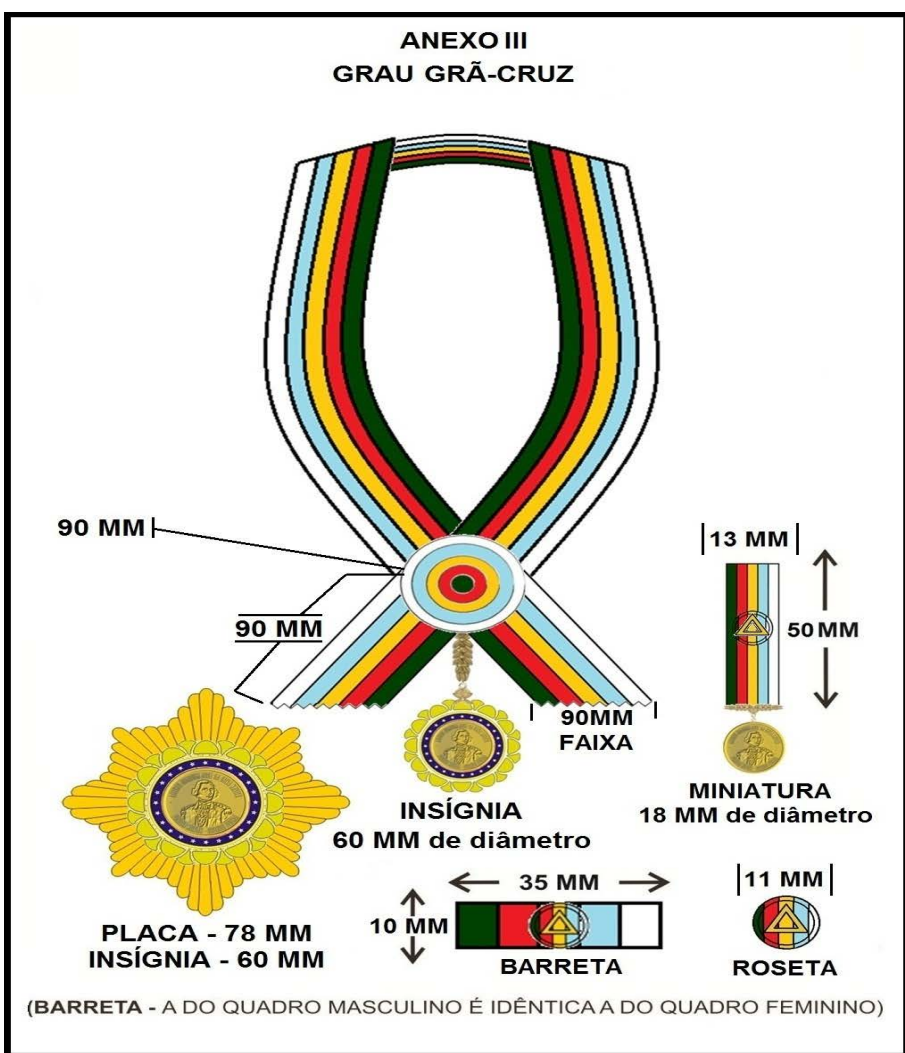 ANEXO III
GRAU GRÃ-CRUZ
90 MM
13 MM
50 MM
90 MM
90MM
FAIXA
INSÍGNIA
60 MM de diâmetro
MINIATURA
18 MM de diâmetro
PLACA - 78 MM
INSÍGNIA - 60 MM
35 MM
10 MM
BARRETA
11 MM
ROSETA
(BARRETA - A DO QUADRO MASCULINO É IDÊNTICA A DO QUADRO FEMININO)